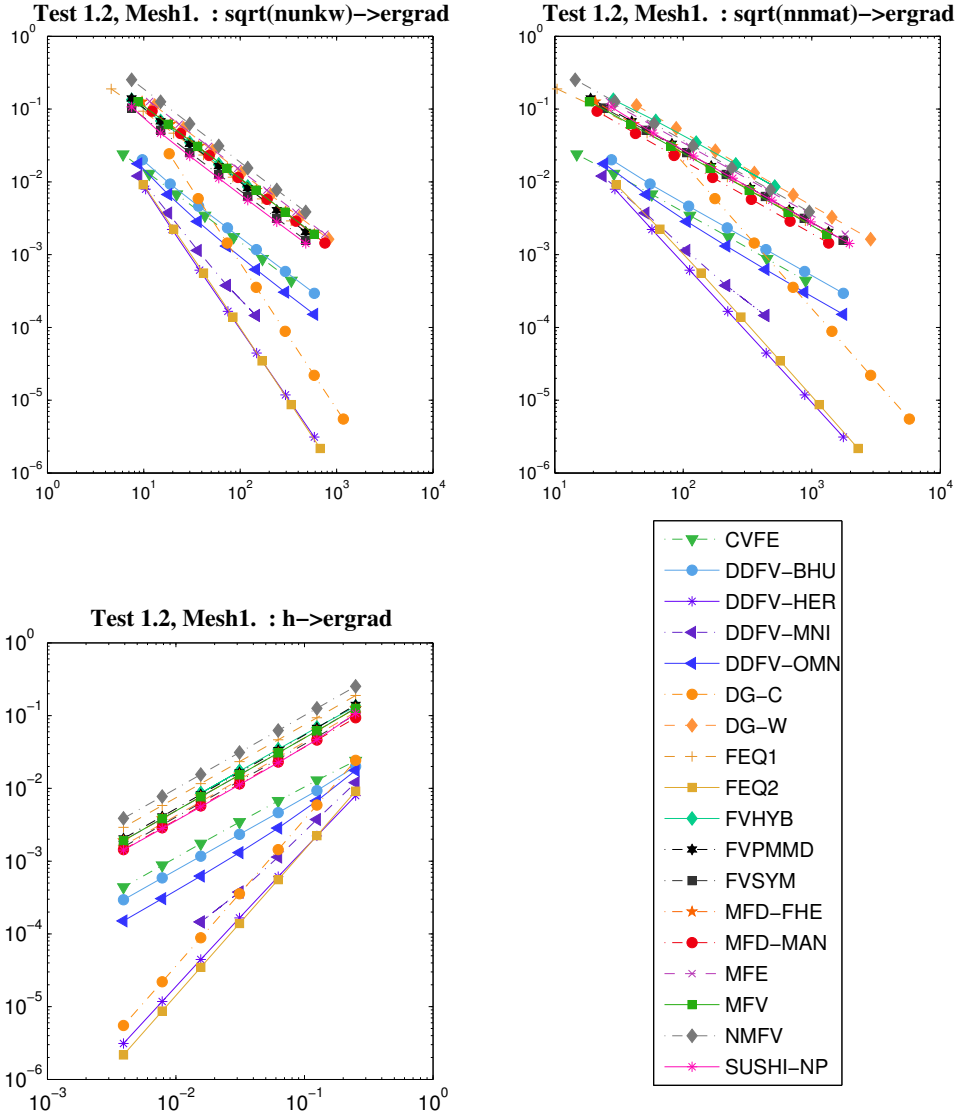 Test 1.2, Mesh1. : sqrt(nunkw)->ergrad
10^0
10^-1
10^-2
10^-3
10^-4
10^-5
10^-6
10^0 10^1 10^2 10^3 10^4
Test 1.2, Mesh1. : sqrt(nnmat)->ergrad
10^0
10^-1
10^-2
10^-3
10^-4
10^-5
10^-6
10^1 10^2 10^3 10^4
Test 1.2, Mesh1. : h->ergrad
10^0
10^-1
10^-2
10^-3
10^-4
10^-5
10^-6
10^-3 10^-2 10^-1 10^0
CVFE
DDFV-BHU
DDFV-HER
DDFV-MNI
DDFV-OMN
DG-C
DG-W
FEQ1
FEQ2
FVHYB
FVPMMD
FVSYM
MFD-FHE
MFD-MAN
MFE
MFV
NMFV
SUSHI-NP